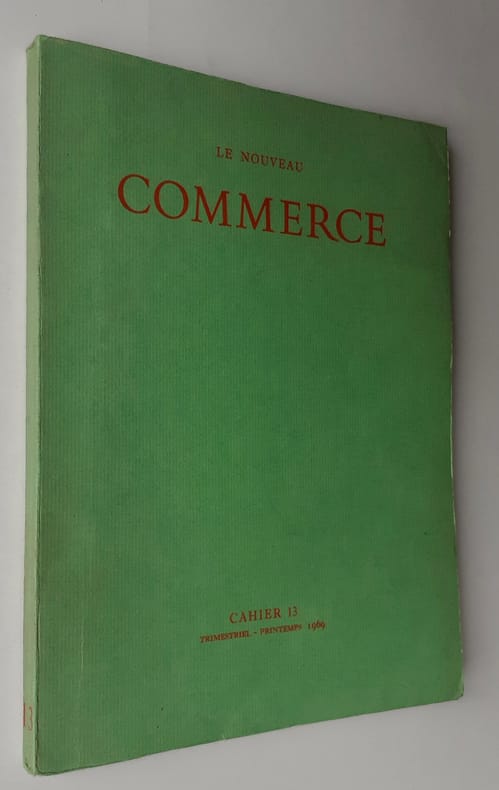 LE NOUVEAU
COMMERCE
CAHIER 13
TRIMESTRIEL - PRINTEMPS 1969
13